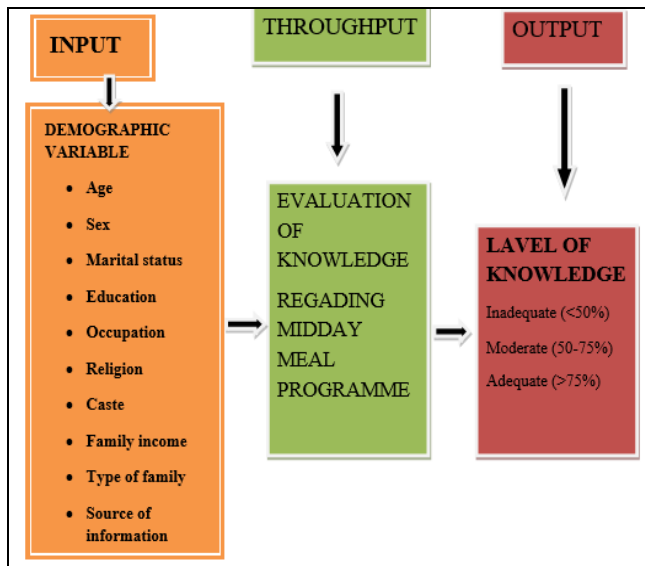 INPUT
THROUGHPUT
OUTPUT
DEMOGRAPHIC
VARIABLE
• Age
• Sex
• Marital status
• Education
• Occupation
• Religion
• Caste
• Family income
• Type of family
• Source of
information
EVALUATION
OF
KNOWLEDGE
REGADING
MIDDAY
MEAL
PROGRAMME
LAVEL OF
KNOWLEDGE
Inadequate (<50%)
Moderate (50-75%)
Adequate (>75%)